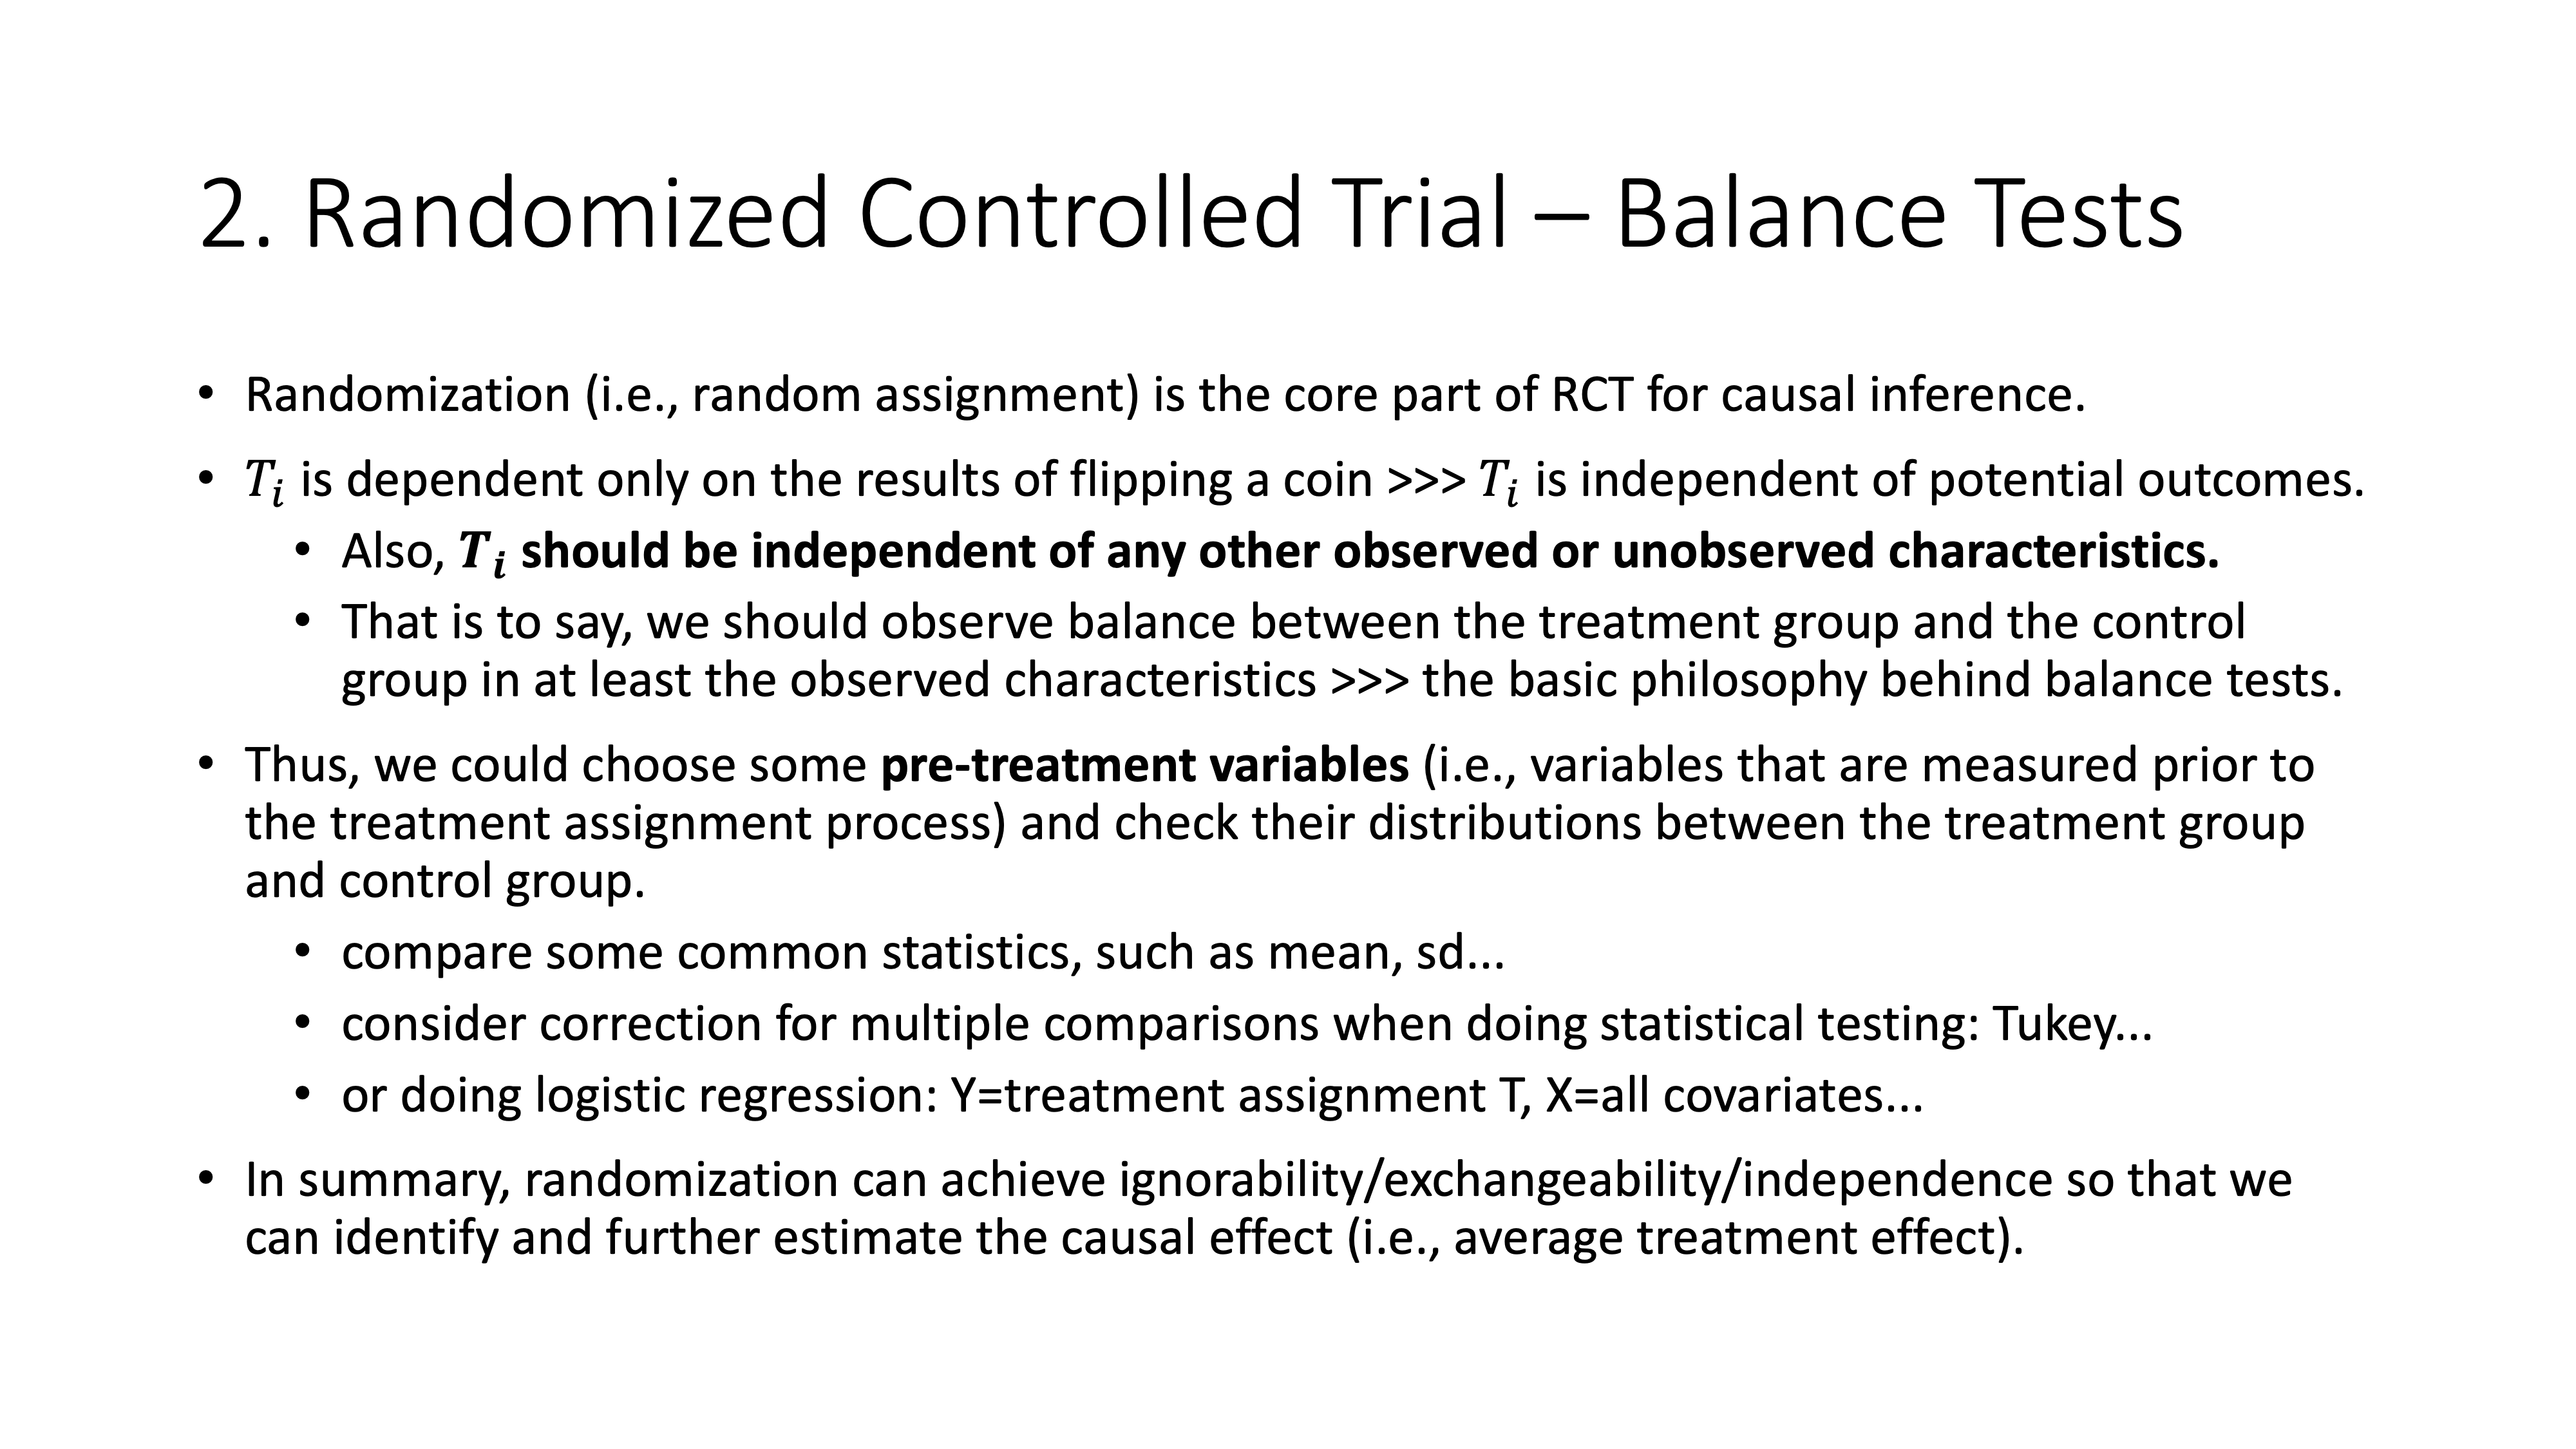 2. Randomized Controlled Trial – Balance Tests
• Randomization (i.e., random assignment) is the core part of RCT for causal inference.
• Tᵢ is dependent only on the results of flipping a coin >>> Tᵢ is independent of potential outcomes.
• Also, Tᵢ should be independent of any other observed or unobserved characteristics.
• That is to say, we should observe balance between the treatment group and the control
group in at least the observed characteristics >>> the basic philosophy behind balance tests.
• Thus, we could choose some pre-treatment variables (i.e., variables that are measured prior to
the treatment assignment process) and check their distributions between the treatment group
and control group.
• compare some common statistics, such as mean, sd...
• consider correction for multiple comparisons when doing statistical testing: Tukey...
• or doing logistic regression: Y=treatment assignment T, X=all covariates...
• In summary, randomization can achieve ignorability/exchangeability/independence so that we
can identify and further estimate the causal effect (i.e., average treatment effect).